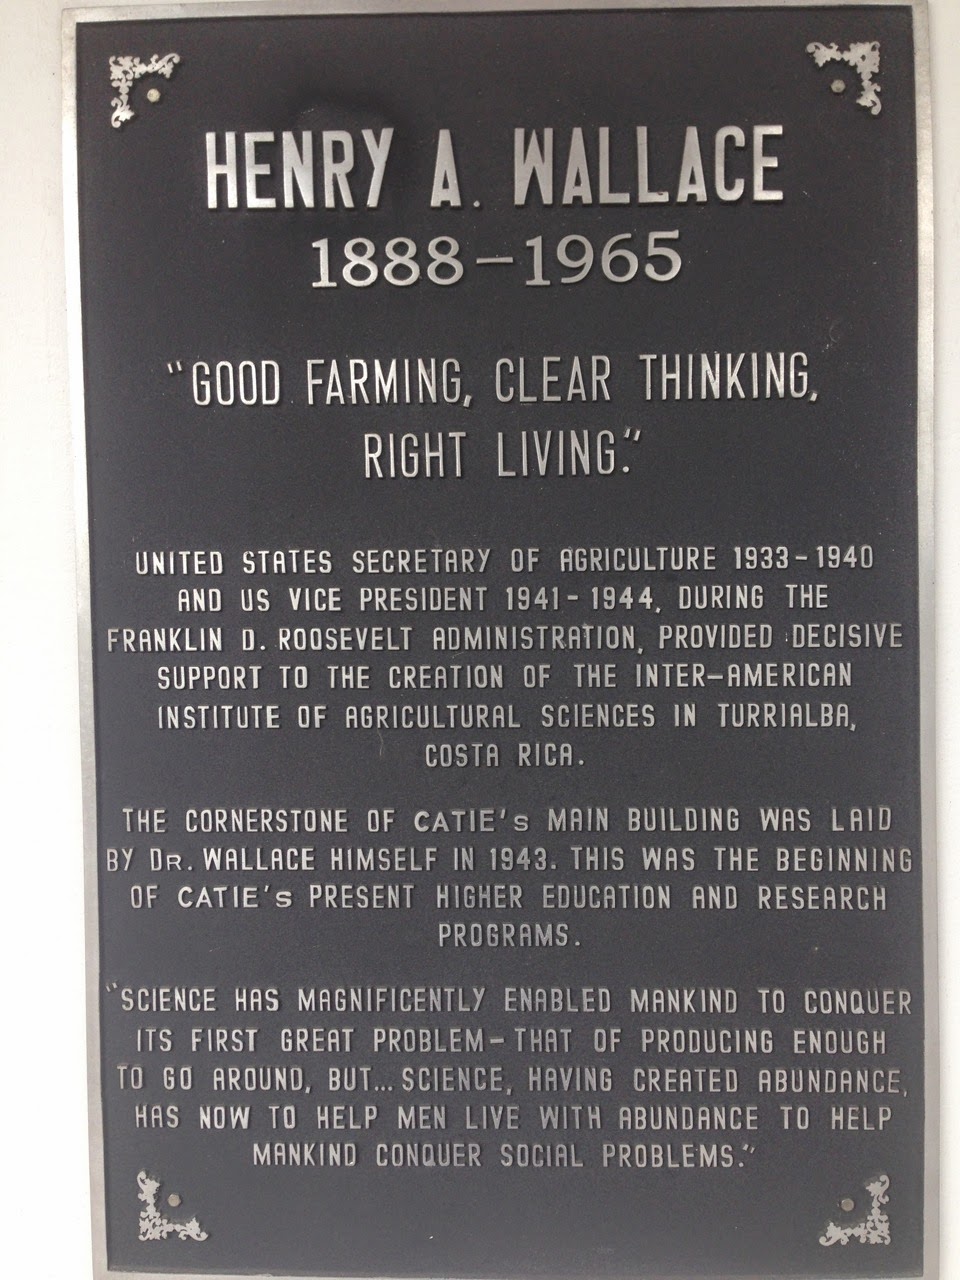 HENRY A. WALLACE
1888-1965
"GOOD FARMING, CLEAR THINKING,
RIGHT LIVING."
UNITED STATES SECRETARY OF AGRICULTURE 1933-1940
AND US VICE PRESIDENT 1941-1944, DURING THE
FRANKLIN D. ROOSEVELT ADMINISTRATION, PROVIDED DECISIVE
SUPPORT TO THE CREATION OF THE INTER-AMERICAN
INSTITUTE OF AGRICULTURAL SCIENCES IN TURRIALBA,
COSTA RICA.
THE CORNERSTONE OF CATIE's MAIN BUILDING WAS LAID
BY DR. WALLACE HIMSELF IN 1943. THIS WAS THE BEGINNING
OF CATIE's PRESENT HIGHER EDUCATION AND RESEARCH
PROGRAMS.
"SCIENCE HAS MAGNIFICENTLY ENABLED MANKIND TO CONQUER
ITS FIRST GREAT PROBLEM-THAT OF PRODUCING ENOUGH
TO GO AROUND, BUT...SCIENCE, HAVING CREATED ABUNDANCE,
HAS NOW TO HELP MEN LIVE WITH ABUNDANCE TO HELP
MANKIND CONQUER SOCIAL PROBLEMS."